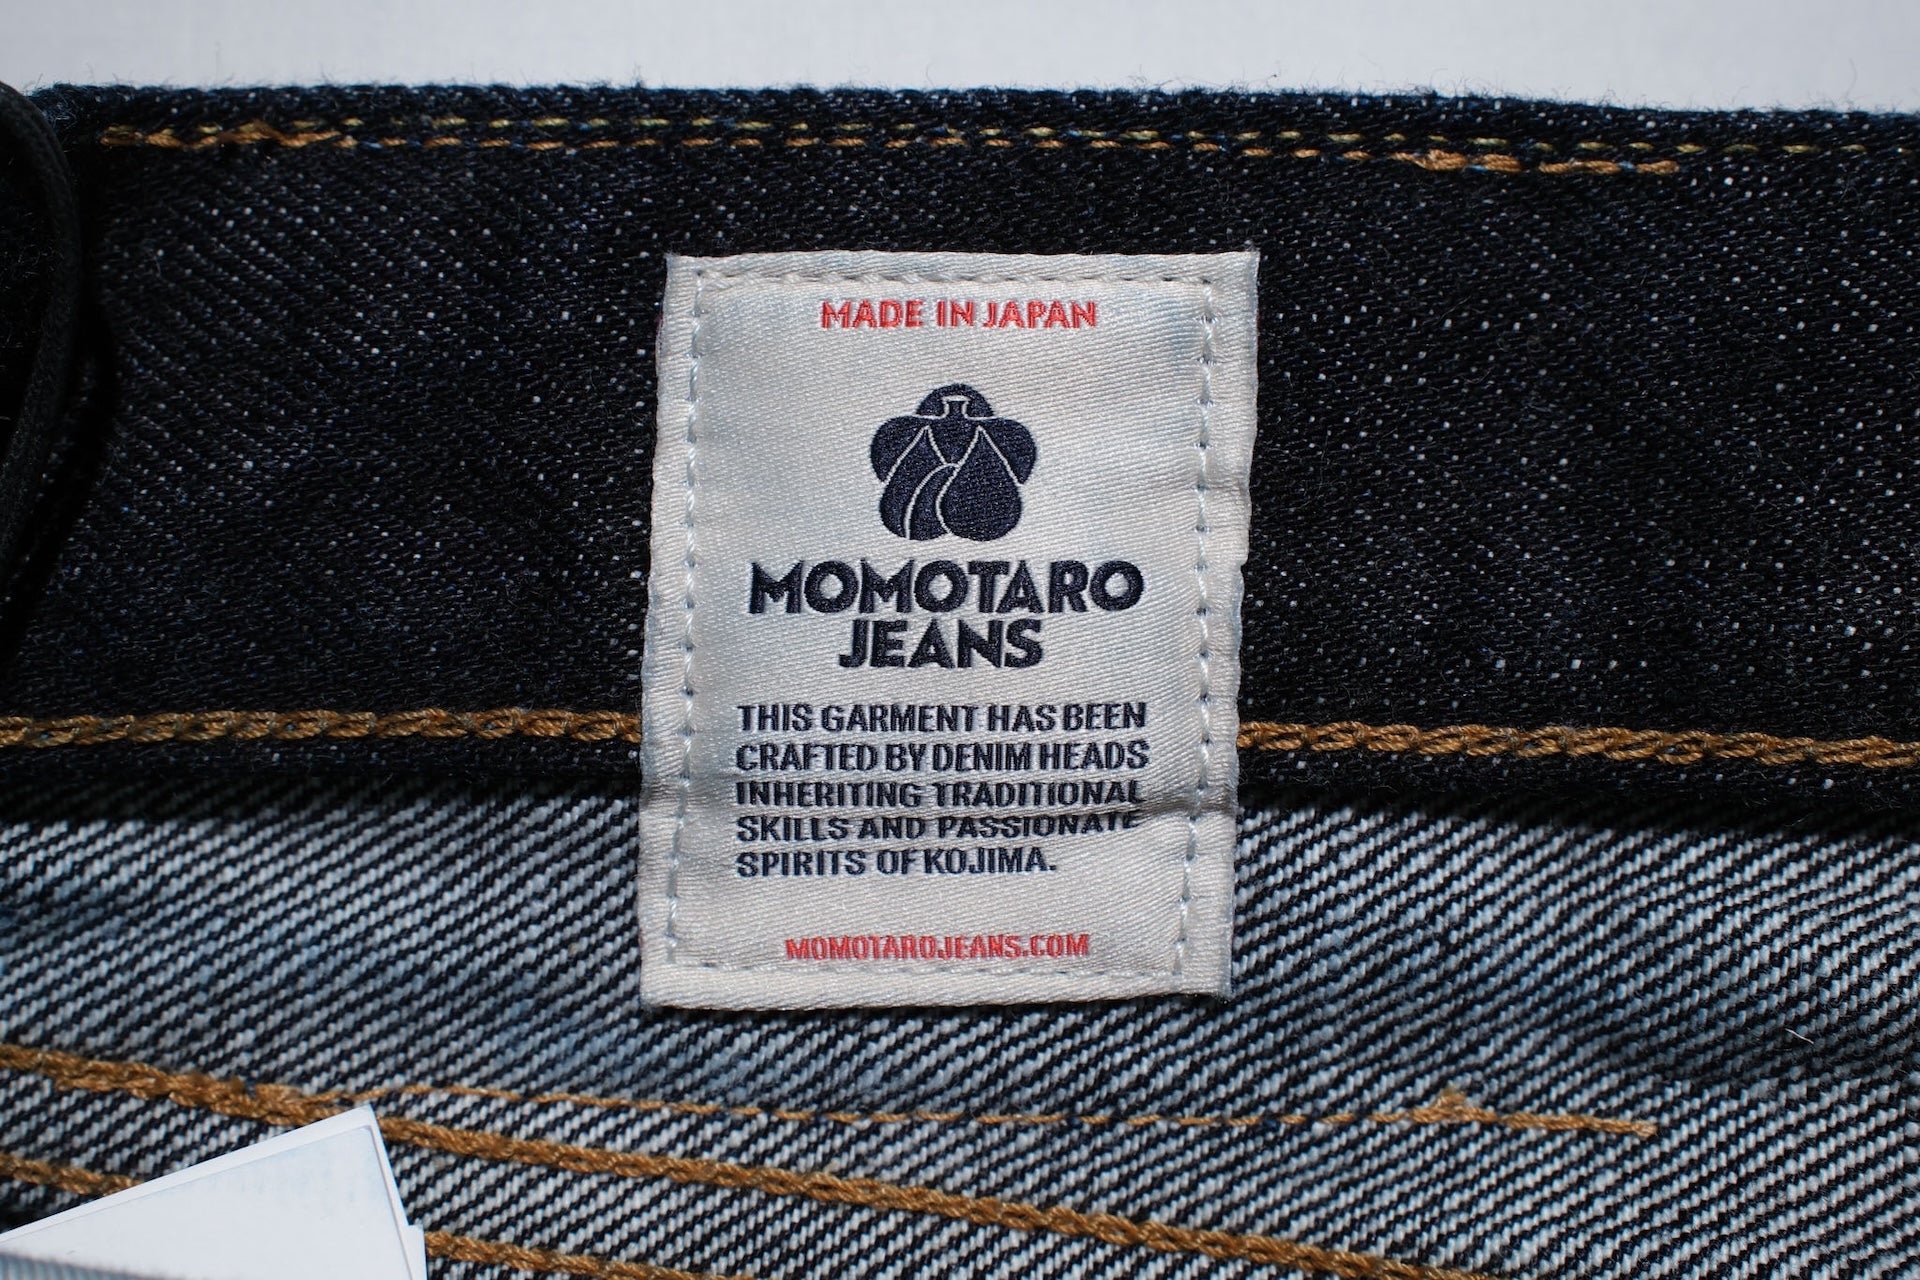 MADE IN JAPAN
MOMOTARO
JEANS
THIS GARMENT HAS BEEN
CRAFTED BY DENIM HEADS
INHERITING TRADITIONAL
SKILLS AND PASSIONATE
SPIRITS OF KOJIMA.
MOMOTAROJEANS.COM